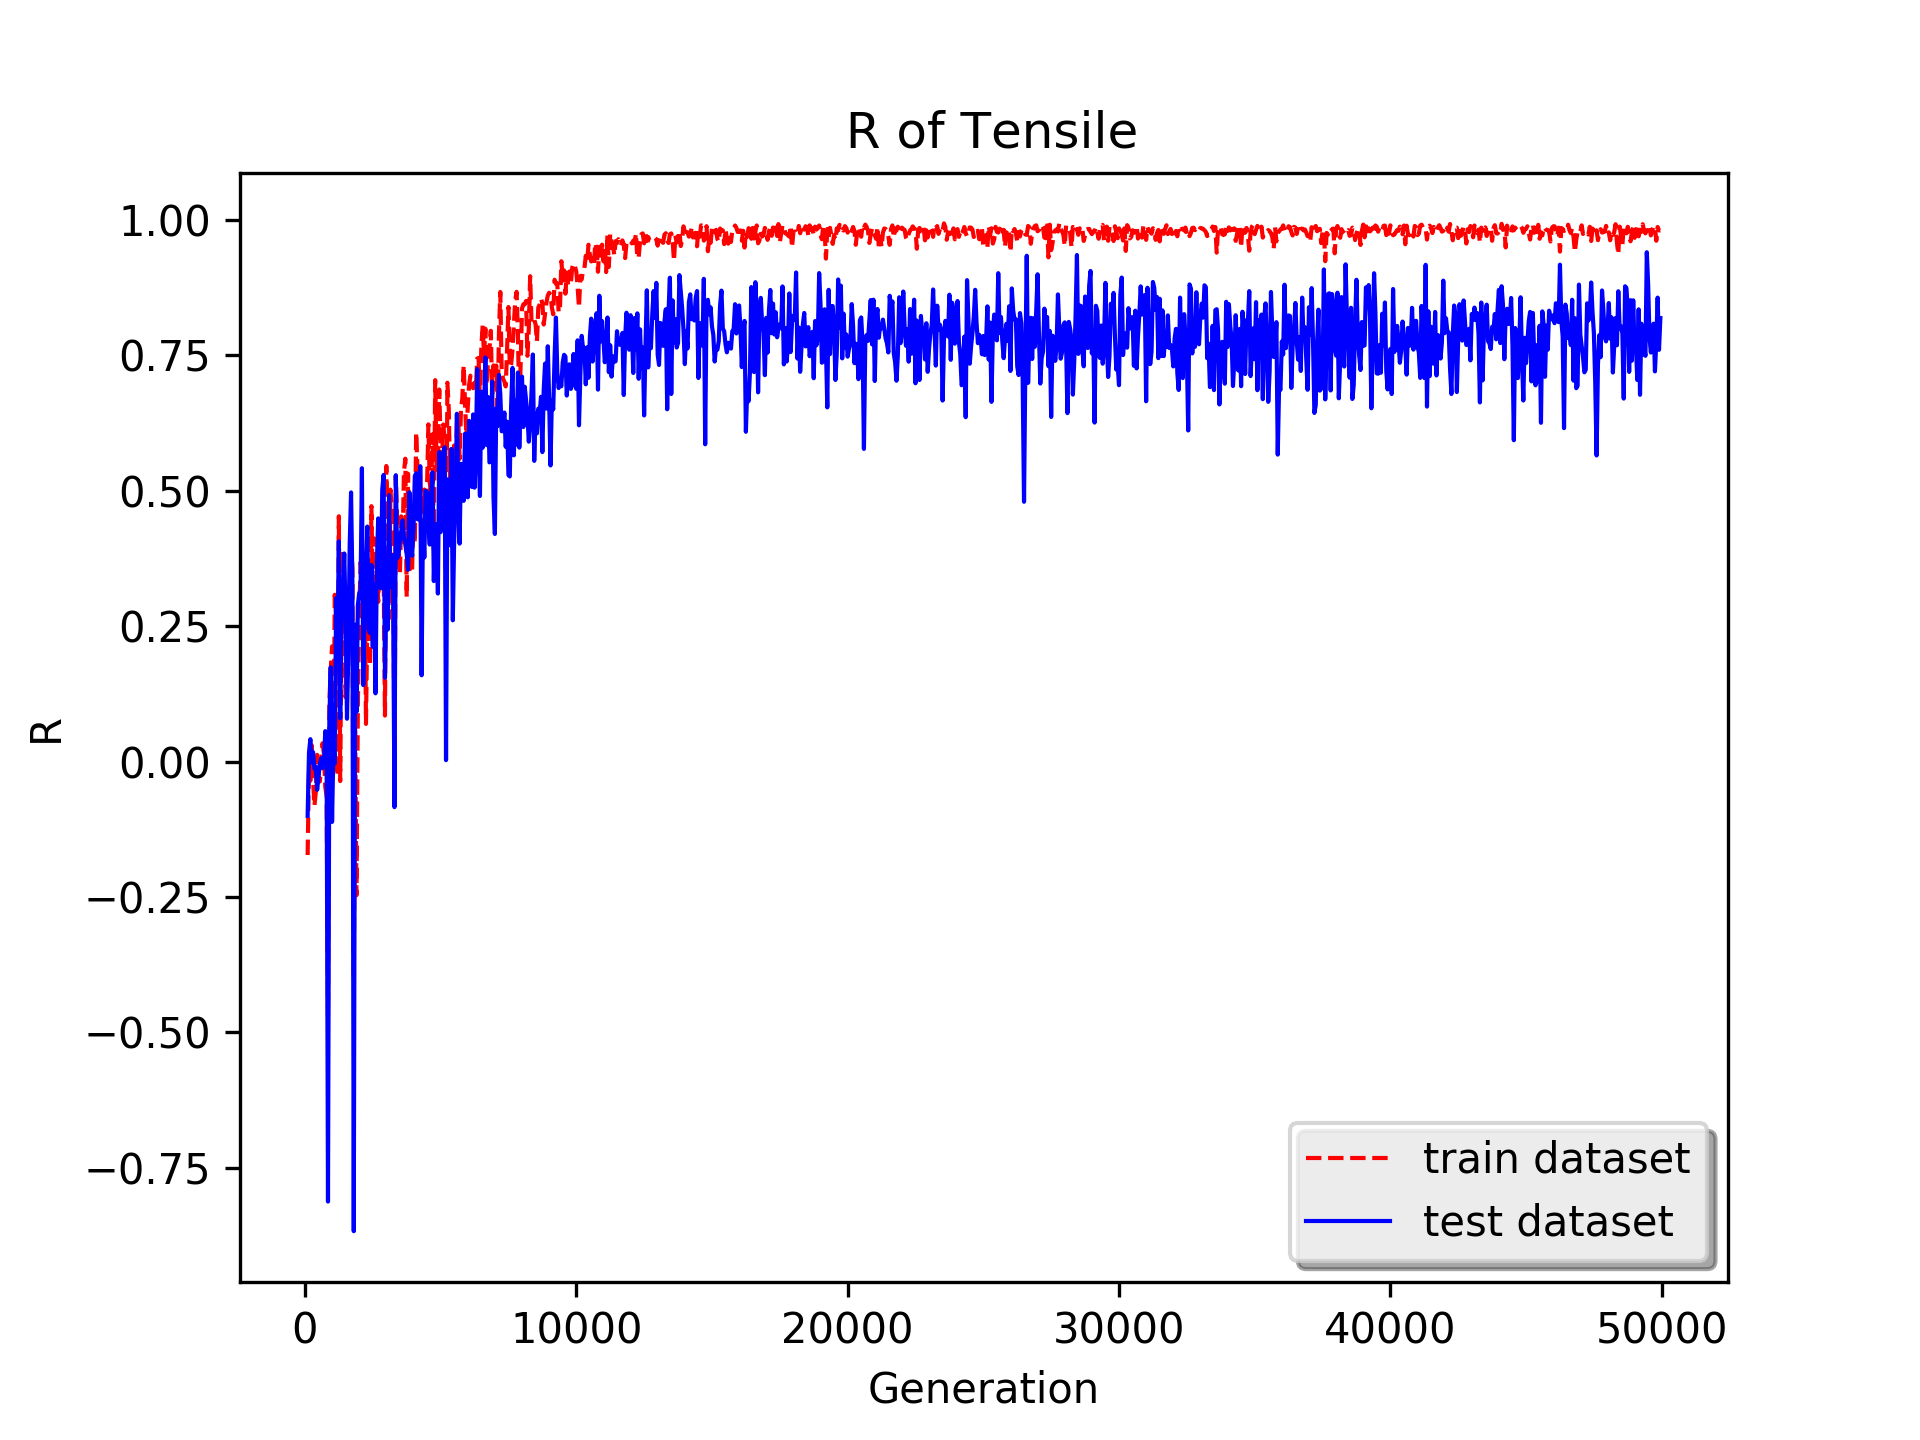 R of Tensile
1.00
0.75
0.50
0.25
0.00
−0.25
−0.50
−0.75
R
train dataset
test dataset
0 10000 20000 30000 40000 50000
Generation